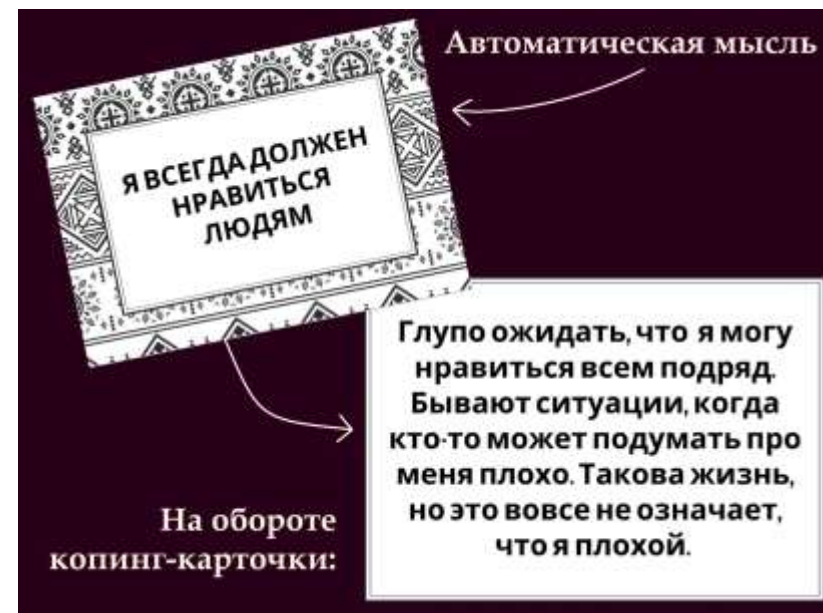 Автоматическая мысль
Я ВСЕГДА ДОЛЖЕН
НРАВИТЬСЯ
ЛЮДЯМ
Глупо ожидать, что я могу
нравиться всем подряд.
Бывают ситуации, когда
кто-то может подумать про
меня плохо. Такова жизнь,
но это вовсе не означает,
что я плохой.
На обороте
копинг-карточки: